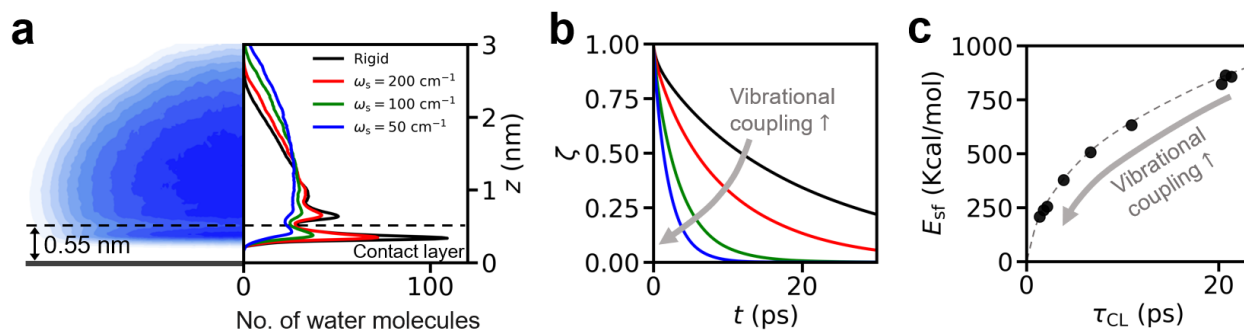 a
0.55 nm
Rigid
ωs = 200 cm−1
ωs = 100 cm−1
ωs = 50 cm−1
Contact layer
3
2
1
0
z (nm)
0
100
No. of water molecules
b
1.00
0.75
0.50
0.25
0.00
ζ
Vibrational
coupling ↑
0
20
t (ps)
c
1000
750
500
250
0
Esf (Kcal/mol)
Vibrational
coupling ↑
0
10
20
τCL (ps)